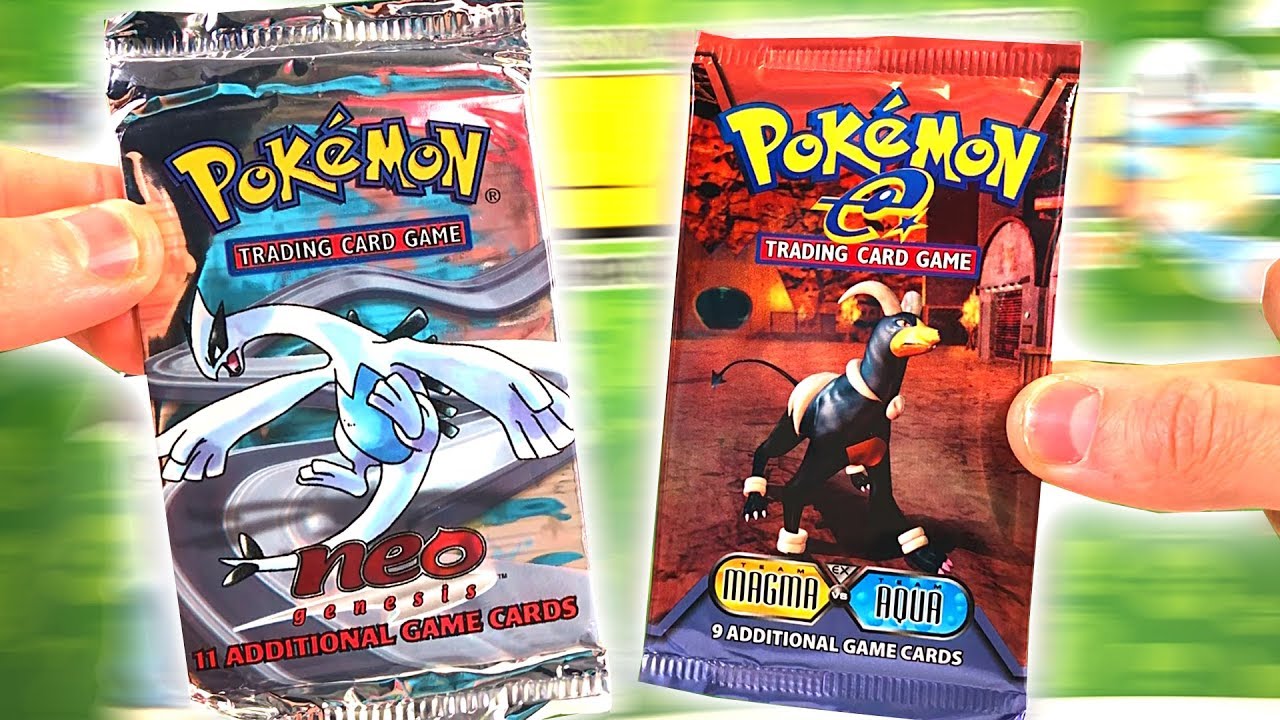 POKéMON
®
TRADING CARD GAME
neo
genesis™
11 ADDITIONAL GAME CARDS
POKéMON
e
TRADING CARD GAME
TEAM MAGMA EX VS TEAM AQUA
9 ADDITIONAL GAME CARDS